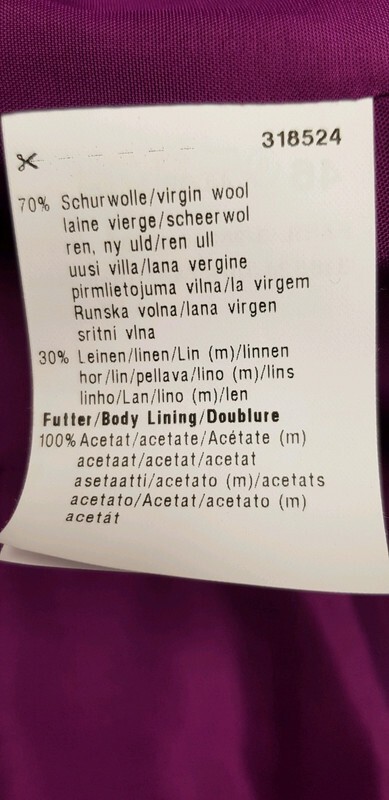 318524
70% Schurwolle/virgin wool
laine vierge/scheerwol
ren, ny uld/ren ull
uusi villa/lana vergine
pirmlietojuma vilna/la virgem
Runska volna/lana virgen
sritni vlna
30% Leinen/linen/Lin (m)/linnen
hor/lin/pellava/lino (m)/lins
linho/Lan/lino (m)/len
Futter/Body Lining/Doublure
100% Acetat/acetate/Acétate (m)
acetaat/acetat/acetat
asetaatti/acetato (m)/acetats
acetato/Acetat/acetato (m)
acetát